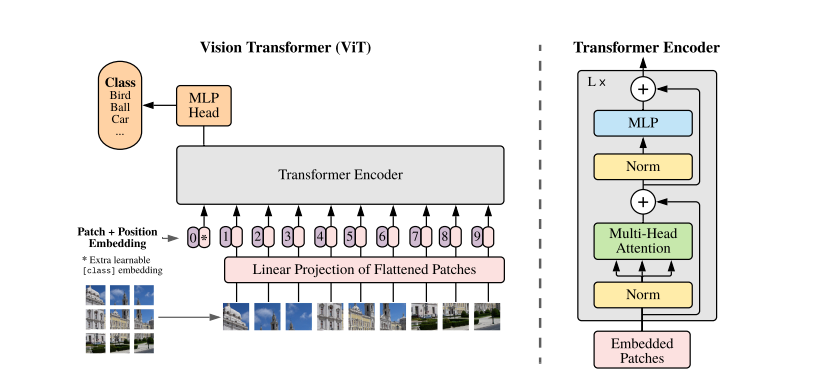 Vision Transformer (ViT)
Class
Bird
Ball
Car
...
MLP
Head
Transformer Encoder
Patch + Position
Embedding
0 * 1 2 3 4 5 6 7 8 9
* Extra learnable
[class] embedding
Linear Projection of Flattened Patches
Transformer Encoder
L x
+
MLP
Norm
+
Multi-Head
Attention
Norm
Embedded
Patches